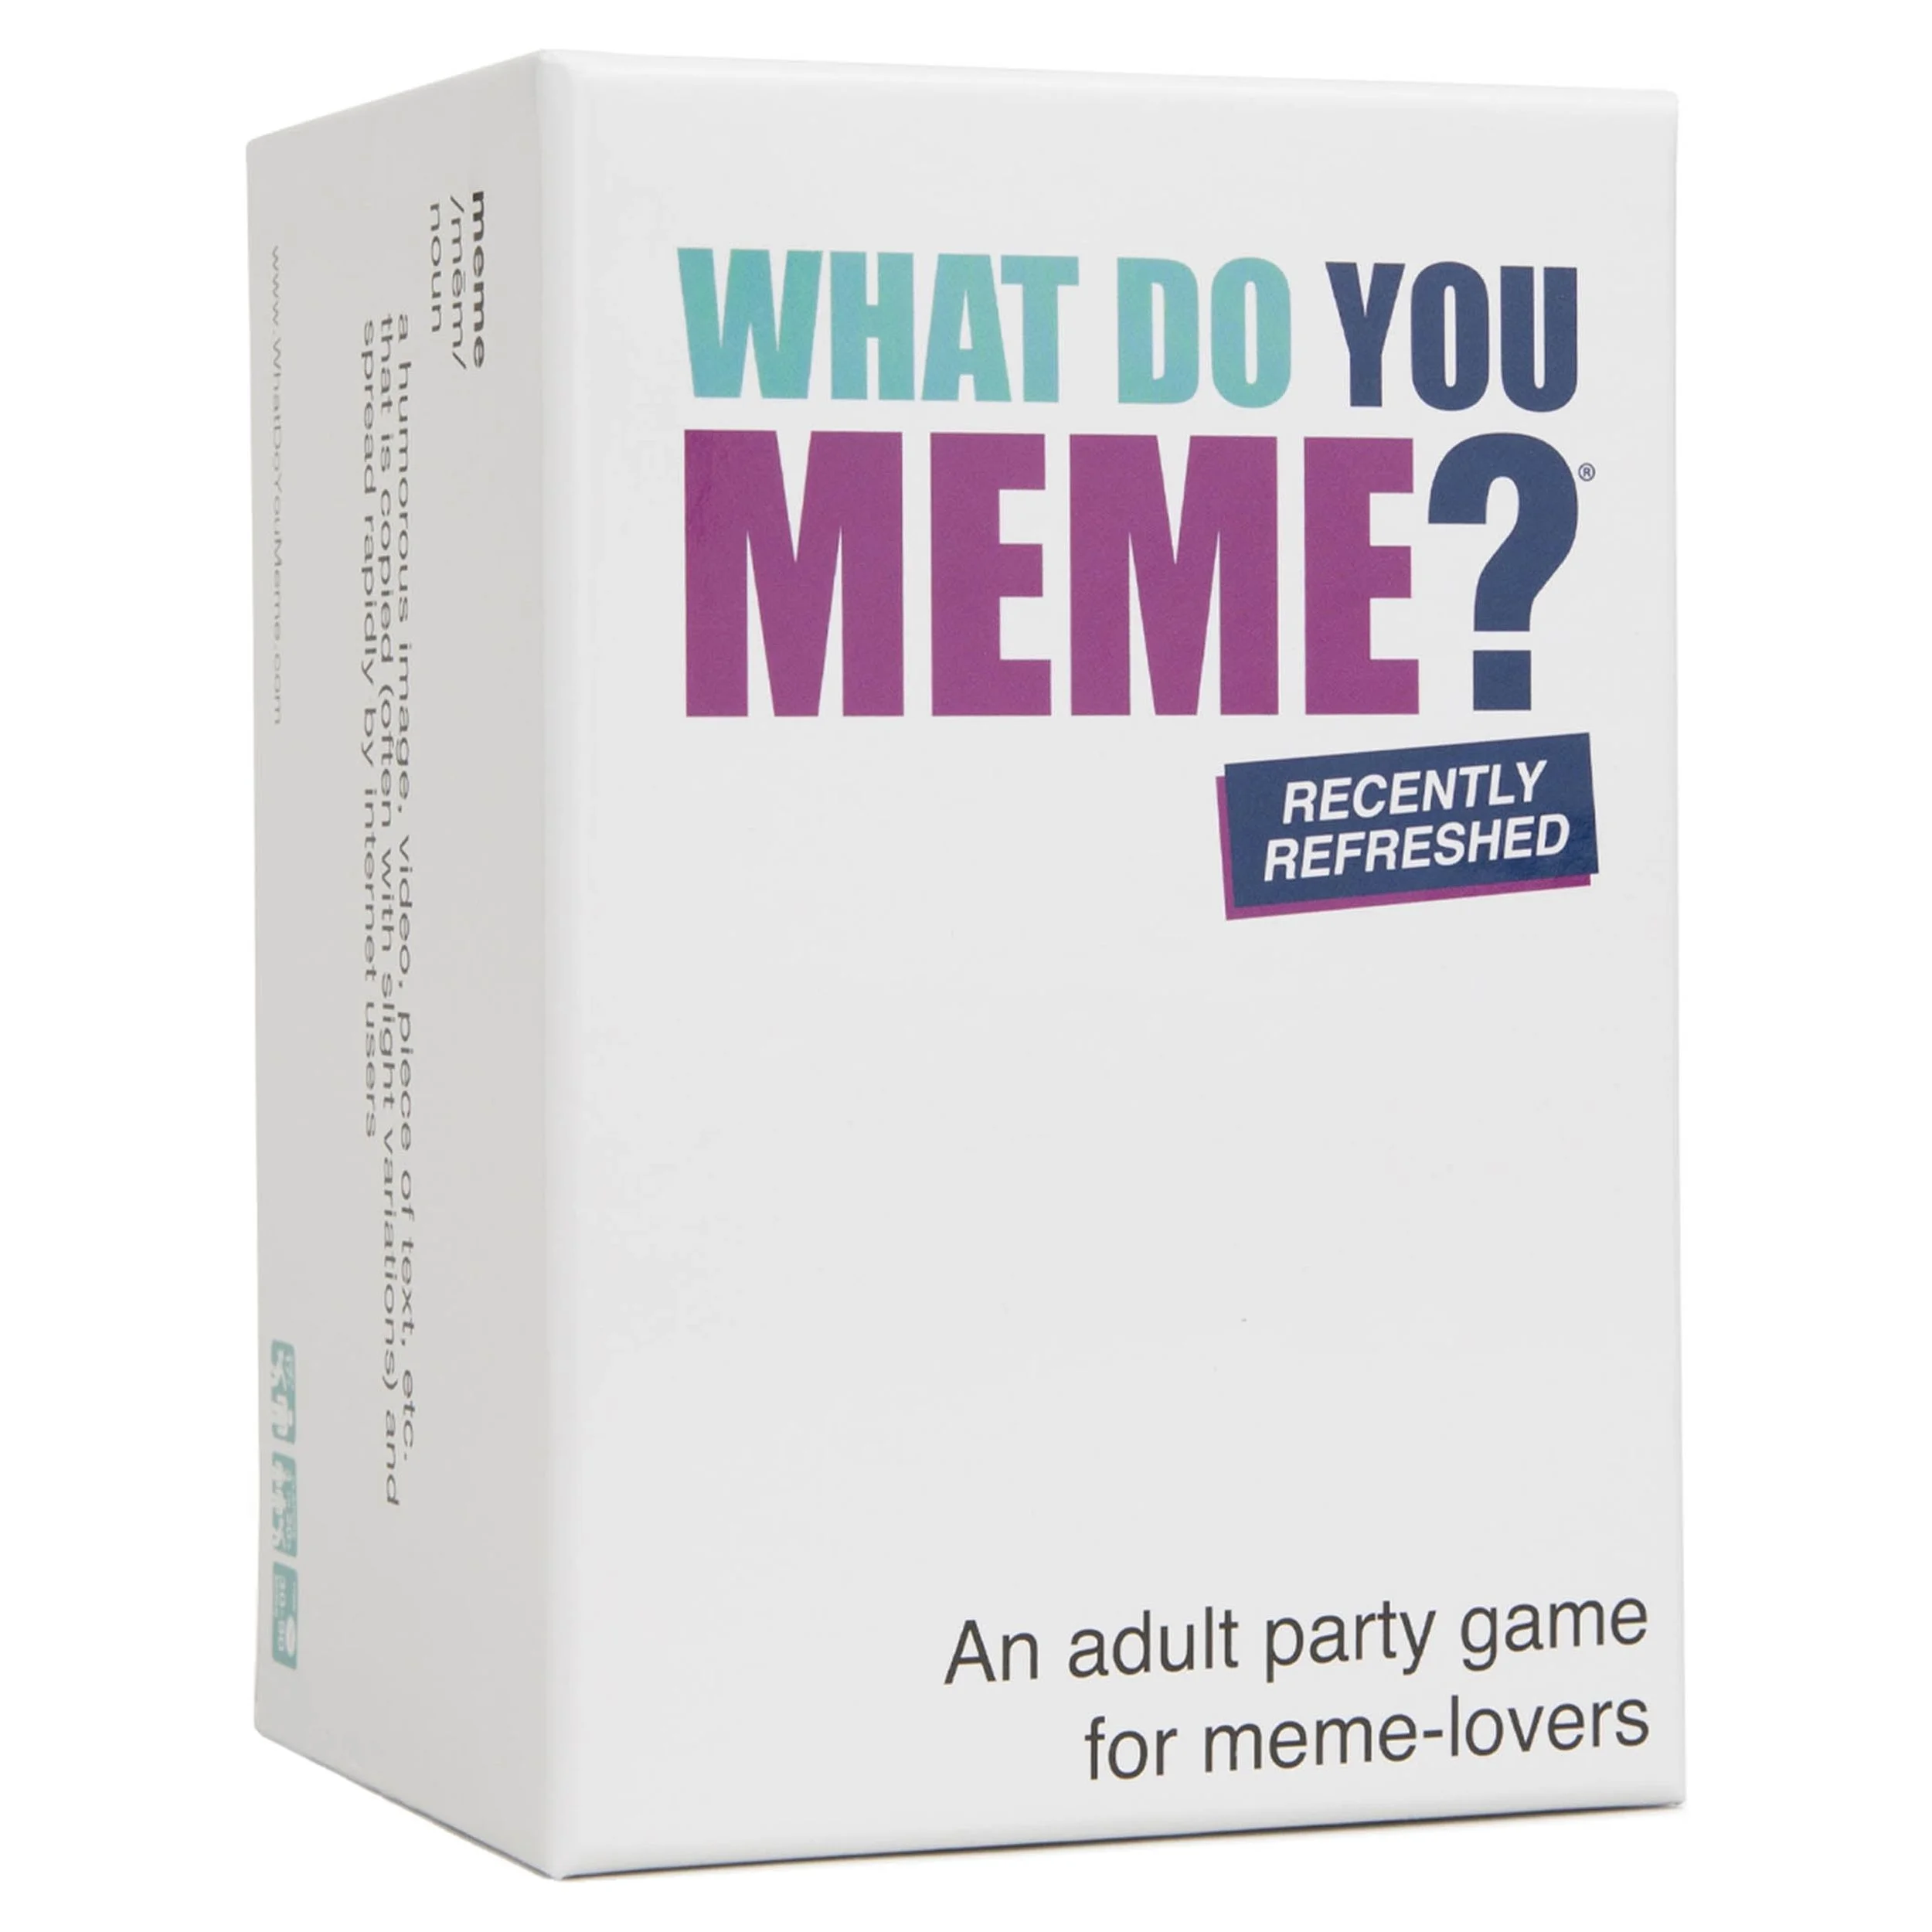 WHAT DO YOU
MEME?®
RECENTLY
REFRESHED
An adult party game
for meme-lovers
meme
/mēm/
noun
a humorous image, video, piece of text, etc.
that is copied (often with slight variations) and
spread rapidly by internet users
www.WhatDoYouMeme.com